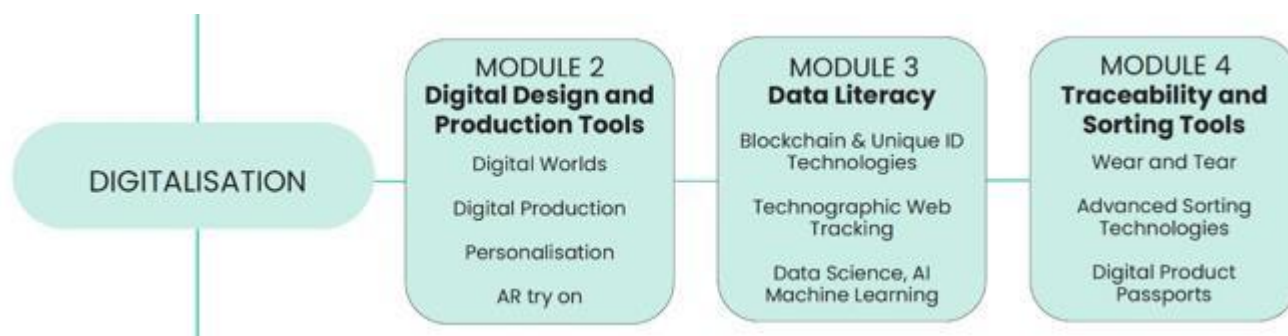 DIGITALISATION
MODULE 2
Digital Design and
Production Tools
Digital Worlds
Digital Production
Personalisation
AR try on
MODULE 3
Data Literacy
Blockchain & Unique ID
Technologies
Technographic Web
Tracking
Data Science, AI
Machine Learning
MODULE 4
Traceability and
Sorting Tools
Wear and Tear
Advanced Sorting
Technologies
Digital Product
Passports